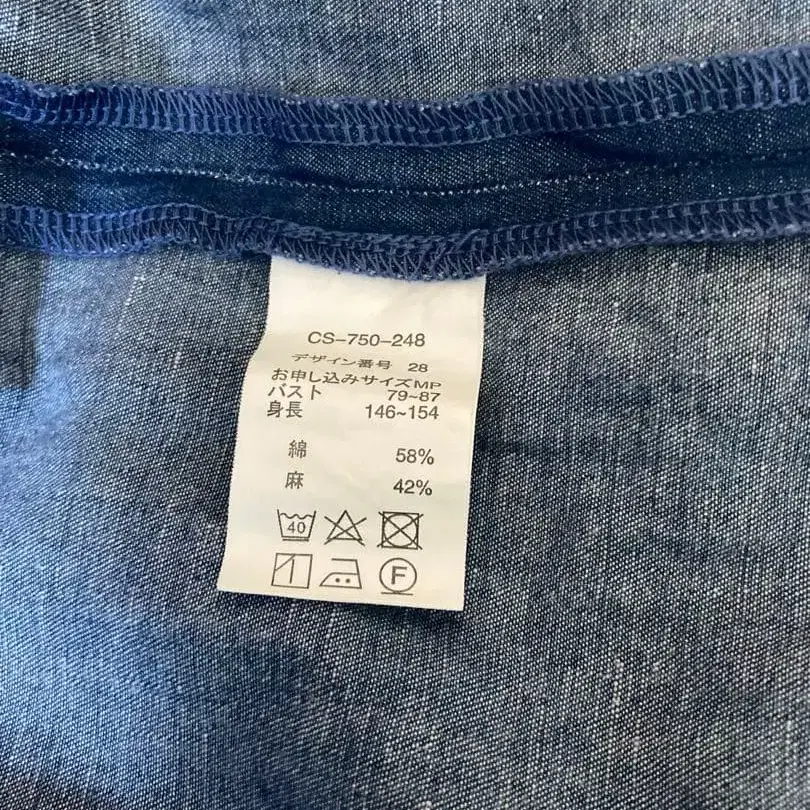 CS-750-248
デザイン番号 28
お申し込みサイズMP
バスト 79~87
身長 146~154
綿 58%
麻 42%
40
F